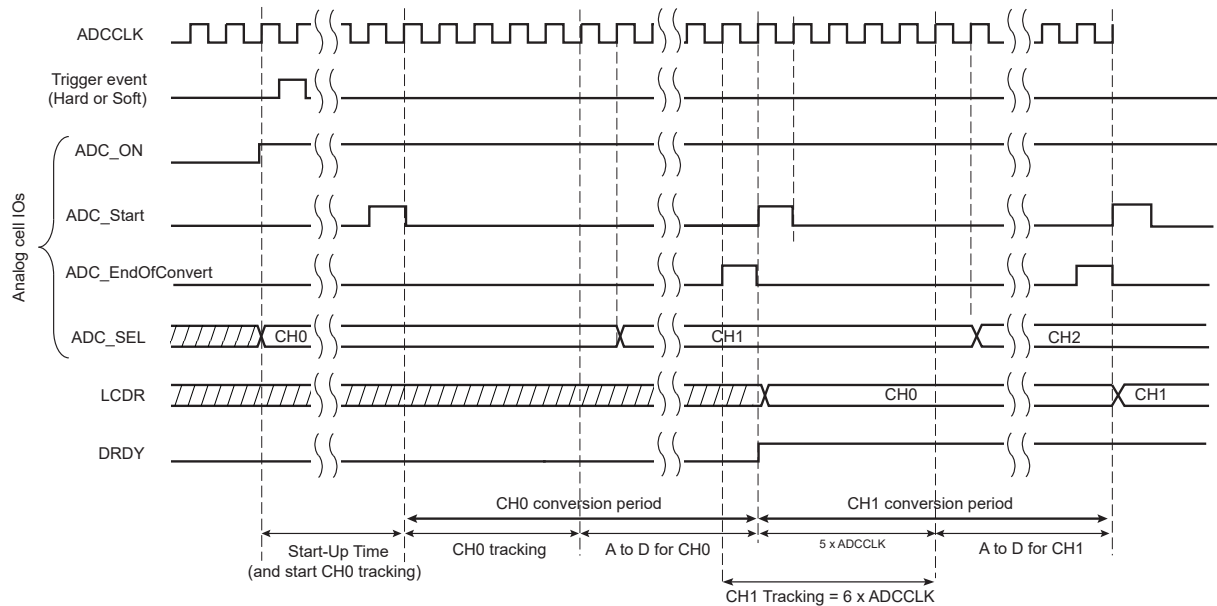 ADCCLK
Trigger event
(Hard or Soft)
Analog cell IOs
ADC_ON
ADC_Start
ADC_EndOfConvert
ADC_SEL
CH0
CH1
CH2
LCDR
CH0
CH1
DRDY
CH0 conversion period
CH1 conversion period
Start-Up Time
(and start CH0 tracking)
CH0 tracking
A to D for CH0
5 x ADCCLK
A to D for CH1
CH1 Tracking = 6 x ADCCLK